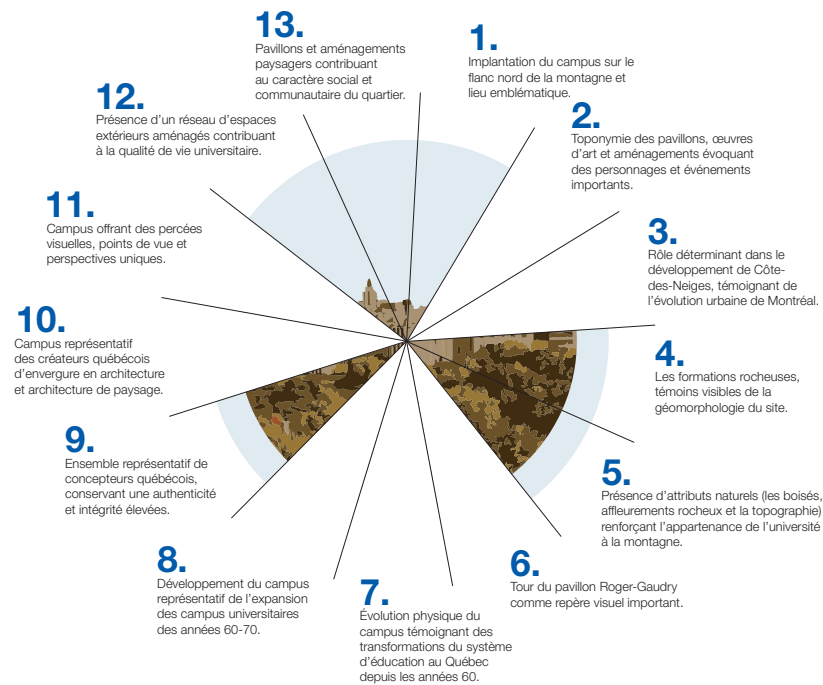 1.
Implantation du campus sur le
flanc nord de la montagne et
lieu emblématique.
2.
Toponymie des pavillons, œuvres
d'art et aménagements évoquant
des personnages et événements
importants.
3.
Rôle déterminant dans le
développement de Côte-
des-Neiges, témoignant de
l'évolution urbaine de Montréal.
4.
Les formations rocheuses,
témoins visibles de la
géomorphologie du site.
5.
Présence d'attributs naturels (les boisés,
affleurements rocheux et la topographie)
renforçant l'appartenance de l'université
à la montagne.
6.
Tour du pavillon Roger-Gaudry
comme repère visuel important.
7.
Évolution physique du
campus témoignant des
transformations du système
d'éducation au Québec
depuis les années 60.
8.
Développement du campus
représentatif de l'expansion
des campus universitaires
des années 60-70.
9.
Ensemble représentatif de
concepteurs québécois,
conservant une authenticité
et intégrité élevées.
10.
Campus représentatif
des créateurs québécois
d'envergure en architecture
et architecture de paysage.
11.
Campus offrant des percées
visuelles, points de vue et
perspectives uniques.
12.
Présence d'un réseau d'espaces
extérieurs aménagés contribuant
à la qualité de vie universitaire.
13.
Pavillons et aménagements
paysagers contribuant
au caractère social et
communautaire du quartier.